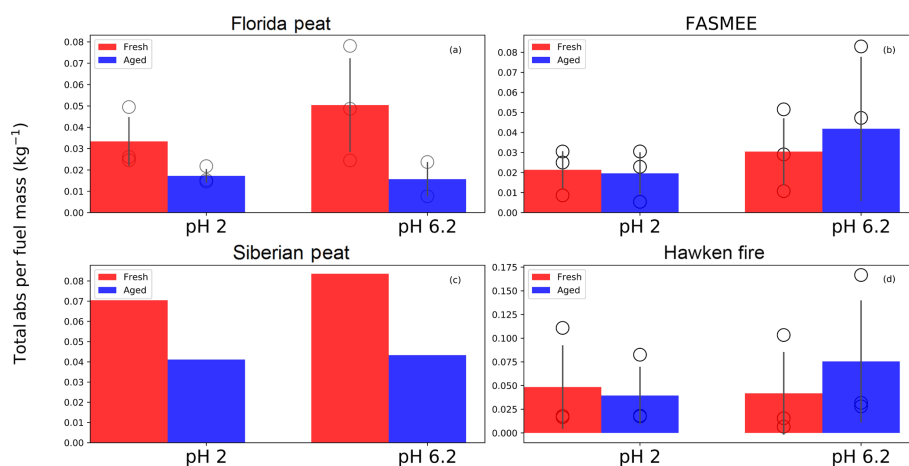 Florida peat
FASMEE
Total abs per fuel mass (kg⁻¹)
0.08
0.07
0.06
0.05
0.04
0.03
0.02
0.01
0.00
Fresh
Aged
(a)
pH 2
pH 6.2
0.08
0.07
0.06
0.05
0.04
0.03
0.02
0.01
0.00
Fresh
Aged
(b)
pH 2
pH 6.2
Siberian peat
Hawken fire
0.08
0.07
0.06
0.05
0.04
0.03
0.02
0.01
0.00
Fresh
Aged
(c)
pH 2
pH 6.2
0.175
0.150
0.125
0.100
0.075
0.050
0.025
0.000
Fresh
Aged
(d)
pH 2
pH 6.2